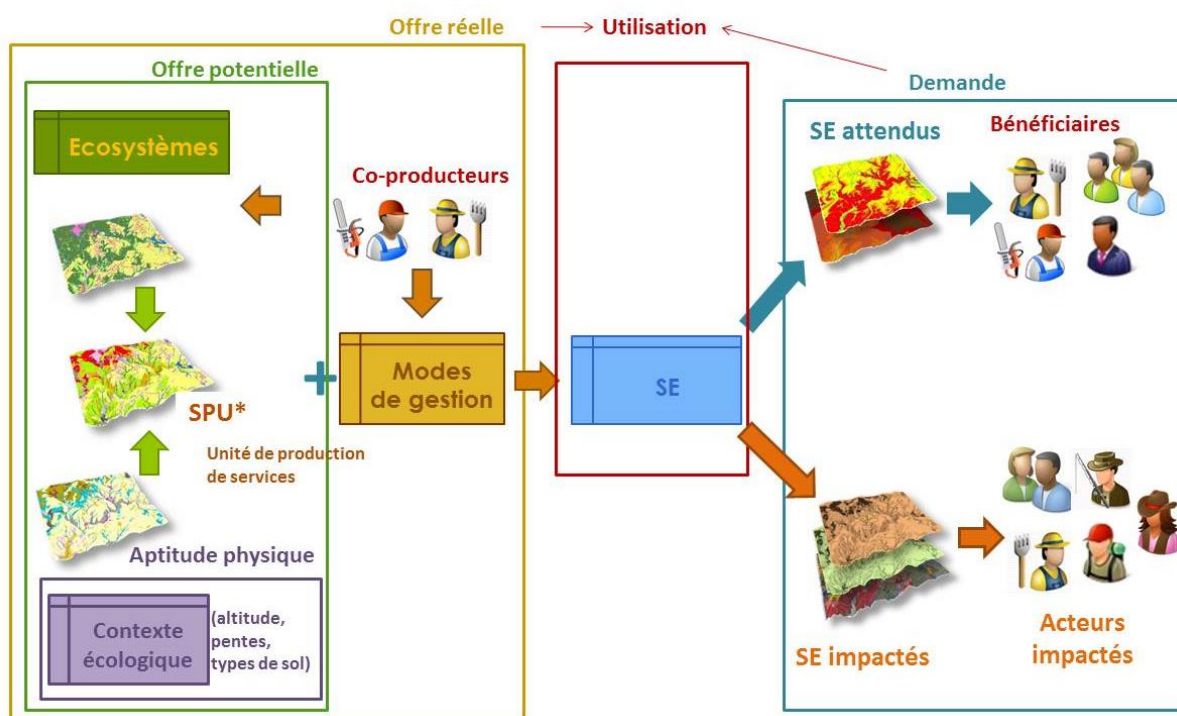 Offre réelle
Utilisation
Offre potentielle
Demande
Ecosystèmes
Co-producteurs
SE attendus
Bénéficiaires
Modes
de gestion
SE
SPU*
Unité de production
de services
Aptitude physique
Contexte
écologique
(altitude,
pentes,
types de sol)
SE impactés
Acteurs
impactés